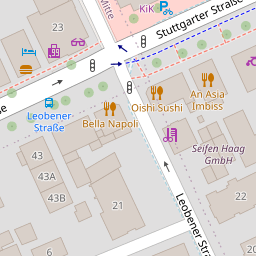 23
Mitte
KiK
P
Stuttgarter Straße
Leobener
Straße
Bella Napoli
Oishi Sushi
An Asia
Imbiss
Seifen Haag
GmbH
43
43A
43B
21
22
Leobener Str